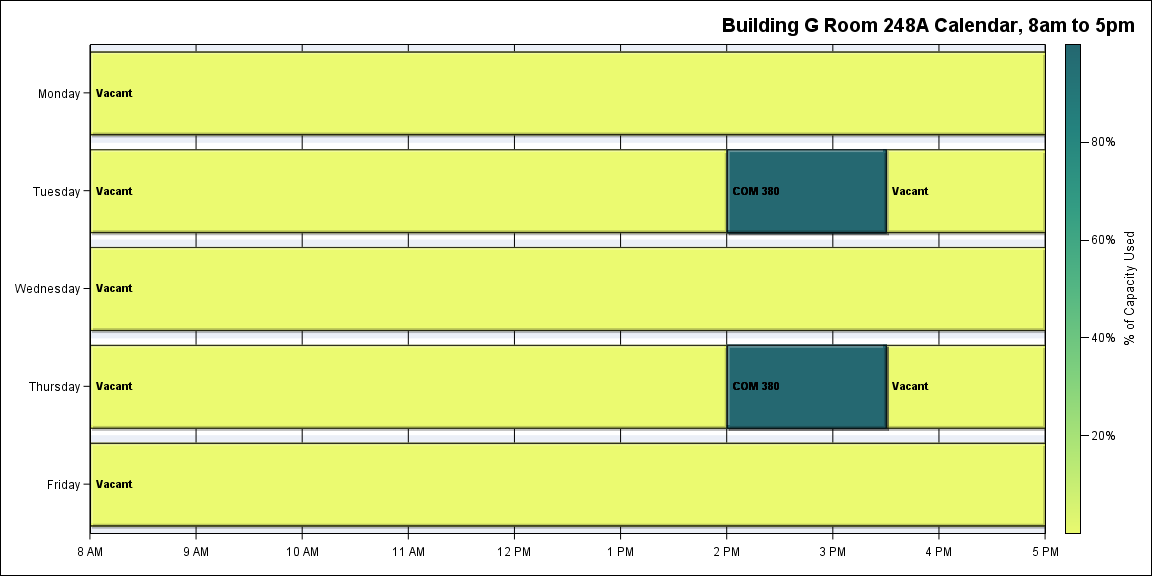 Building G Room 248A Calendar, 8am to 5pm
Monday
Vacant
Tuesday
Vacant
COM 380
Vacant
Wednesday
Vacant
Thursday
Vacant
COM 380
Vacant
Friday
Vacant
8 AM
9 AM
10 AM
11 AM
12 PM
1 PM
2 PM
3 PM
4 PM
5 PM
80%
60%
40%
20%
% of Capacity Used